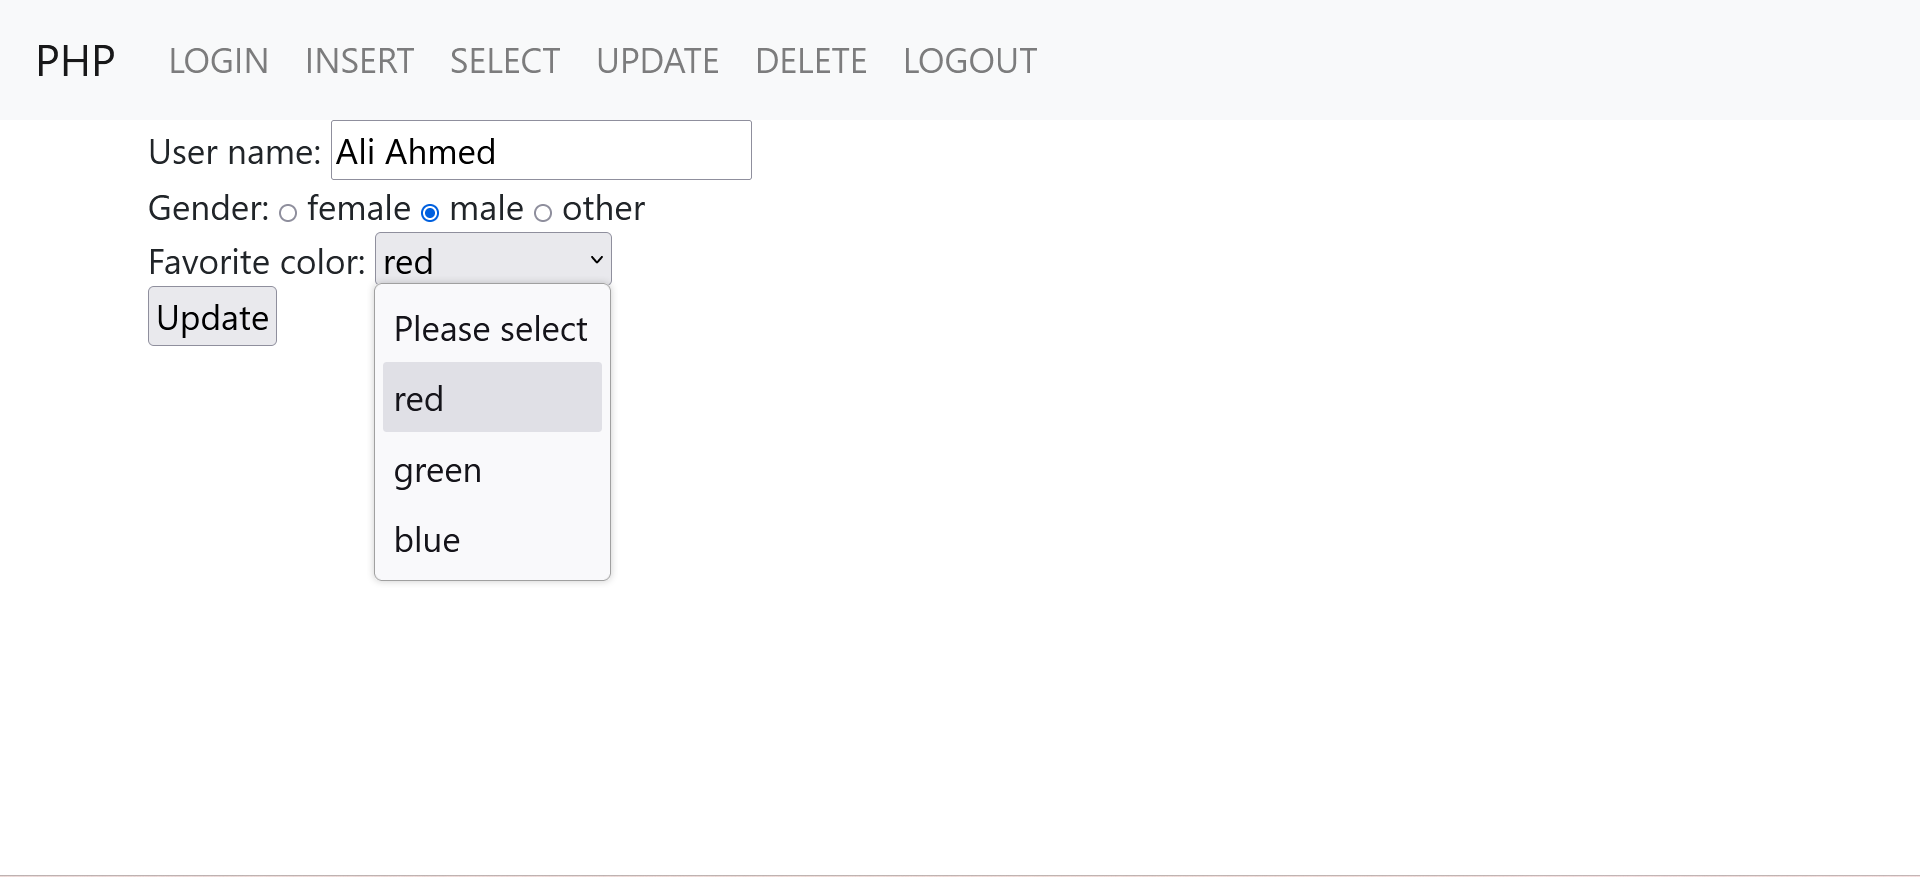 PHP LOGIN INSERT SELECT UPDATE DELETE LOGOUT
User name: Ali Ahmed
Gender: female male other
Favorite color: red
Update
Please select
red
green
blue